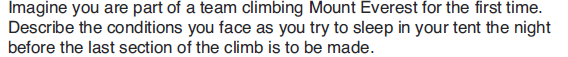 Imagine you are part of a team climbing Mount Everest for the first time.
Describe the conditions you face as you try to sleep in your tent the night
before the last section of the climb is to be made.